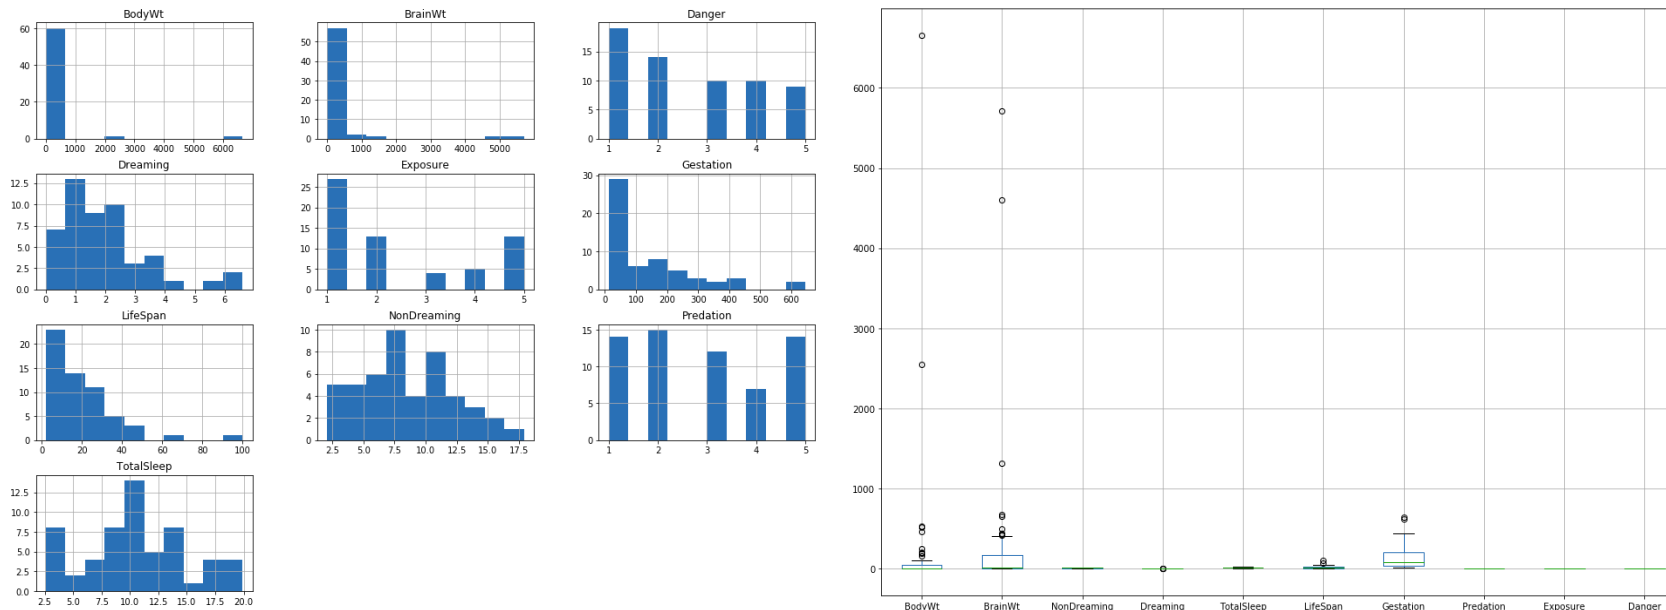 BodyWt
60
40
20
0
0 1000 2000 3000 4000 5000 6000
BrainWt
50
40
30
20
10
0
0 1000 2000 3000 4000 5000
Danger
15
10
5
0
1 2 3 4 5
Dreaming
12.5
10.0
7.5
5.0
2.5
0.0
0 1 2 3 4 5 6
Exposure
25
20
15
10
5
0
1 2 3 4 5
Gestation
30
20
10
0
0 100 200 300 400 500 600
LifeSpan
20
15
10
5
0
0 20 40 60 80 100
NonDreaming
10
8
6
4
2
0
2.5 5.0 7.5 10.0 12.5 15.0 17.5
Predation
15
10
5
0
1 2 3 4 5
TotalSleep
12.5
10.0
7.5
5.0
2.5
0.0
2.5 5.0 7.5 10.0 12.5 15.0 17.5 20.0
6000
5000
4000
3000
2000
1000
0
BodyWt BrainWt NonDreaming Dreaming TotalSleep LifeSpan Gestation Predation Exposure Danger